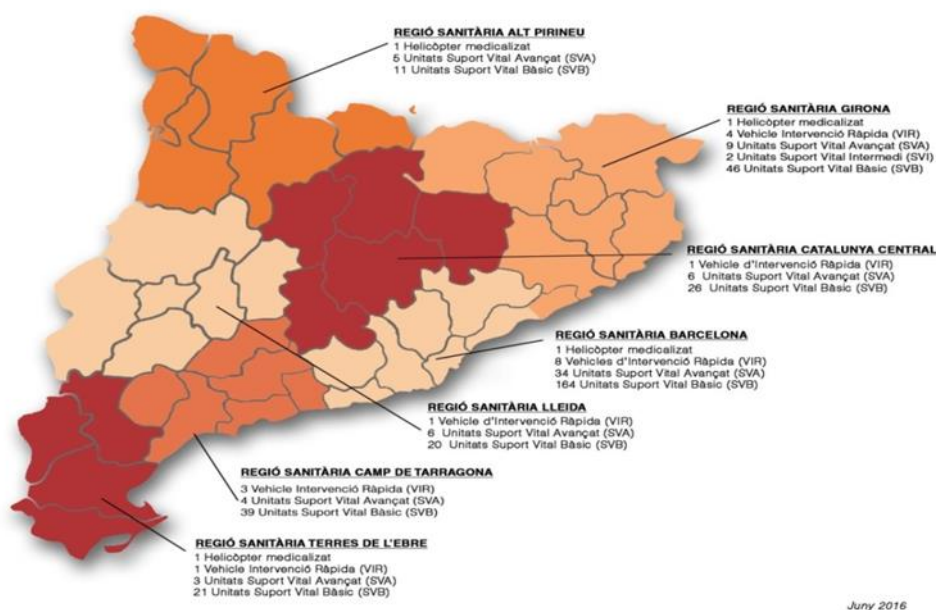 REGIÓ SANITÀRIA ALT PIRINEU
1 Helicòpter medicalizat
5 Unitats Suport Vital Avançat (SVA)
11 Unitats Suport Vital Bàsic (SVB)
REGIÓ SANITÀRIA GIRONA
1 Helicòpter medicalizat
4 Vehicle Intervenció Ràpida (VIR)
9 Unitats Suport Vital Avançat (SVA)
2 Unitats Suport Vital Intermedi (SVI)
46 Unitats Suport Vital Bàsic (SVB)
REGIÓ SANITÀRIA CATALUNYA CENTRAL
1 Vehicle d'Intervenció Ràpida (VIR)
6 Unitats Suport Vital Avançat (SVA)
26 Unitats Suport Vital Bàsic (SVB)
REGIÓ SANITÀRIA BARCELONA
1 Helicòpter medicalizat
8 Vehicles d'Intervenció Ràpida (VIR)
34 Unitats Suport Vital Avançat (SVA)
164 Unitats Suport Vital Bàsic (SVB)
REGIÓ SANITÀRIA LLEIDA
1 Vehicle d'Intervenció Ràpida (VIR)
6 Unitats Suport Vital Avançat (SVA)
20 Unitats Suport Vital Bàsic (SVB)
REGIÓ SANITÀRIA CAMP DE TARRAGONA
3 Vehicle Intervenció Ràpida (VIR)
4 Unitats Suport Vital Avançat (SVA)
39 Unitats Suport Vital Bàsic (SVB)
REGIÓ SANITÀRIA TERRES DE L'EBRE
1 Helicòpter medicalizat
1 Vehicle Intervenció Ràpida (VIR)
3 Unitats Suport Vital Avançat (SVA)
21 Unitats Suport Vital Bàsic (SVB)
Juny 2016